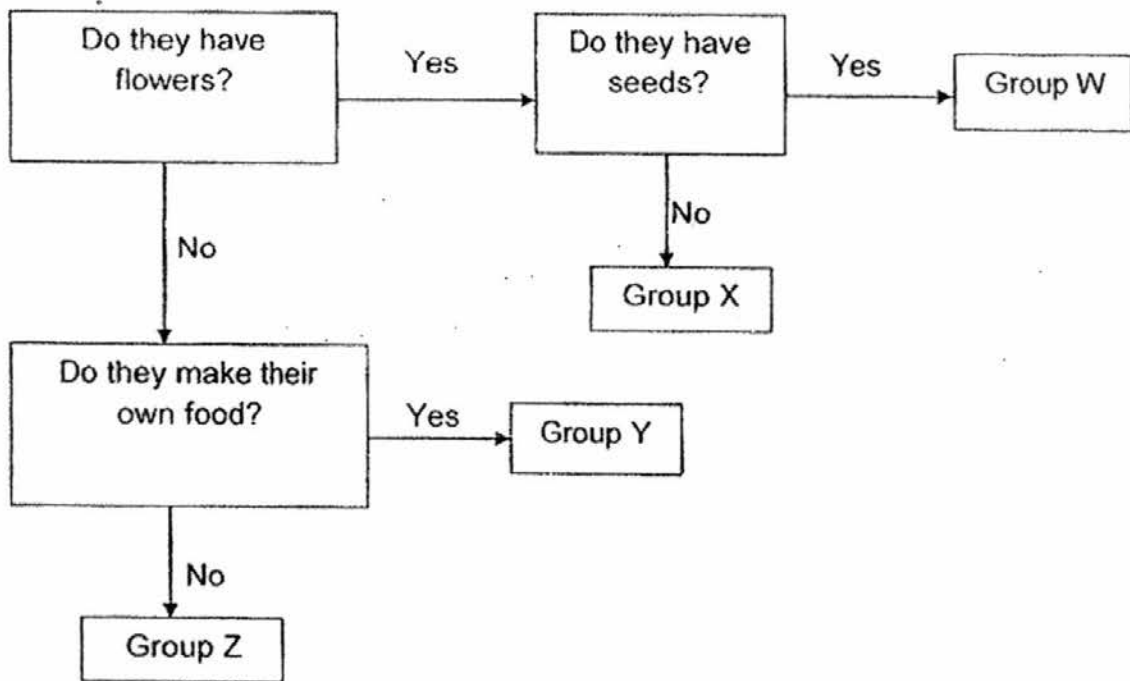 Do they have
flowers?
Yes
Do they have
seeds?
Yes
Group W
No
No
Group X
Do they make their
own food?
Yes
Group Y
No
Group Z